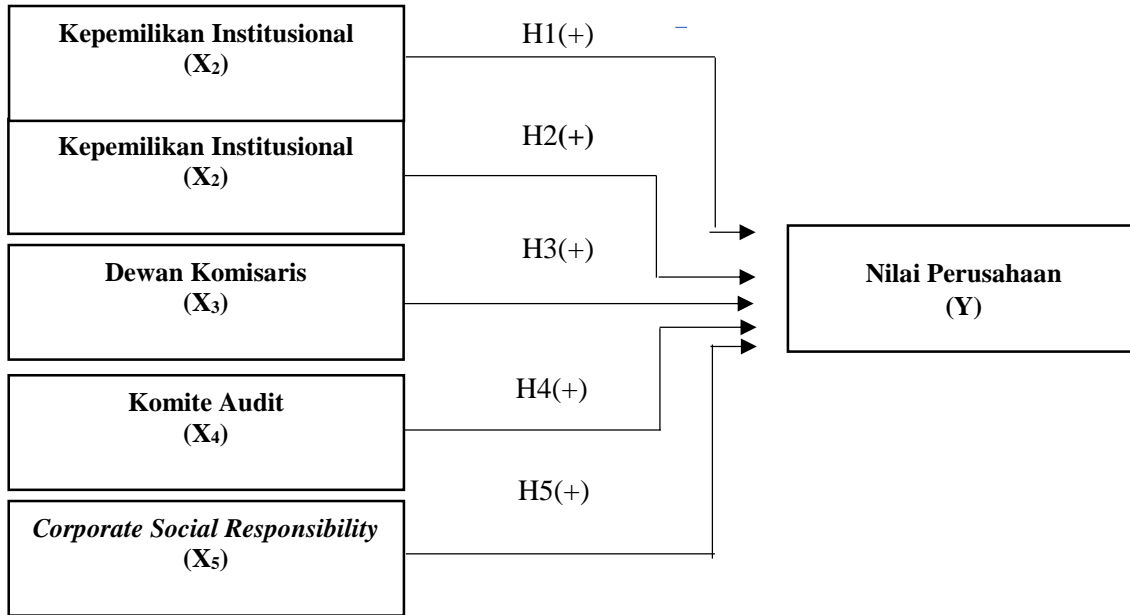 Kepemilikan Institusional
(X₂)
H1(+)
Kepemilikan Institusional
(X₂)
H2(+)
Dewan Komisaris
(X₃)
H3(+)
Nilai Perusahaan
(Y)
Komite Audit
(X₄)
H4(+)
Corporate Social Responsibility
(X₅)
H5(+)